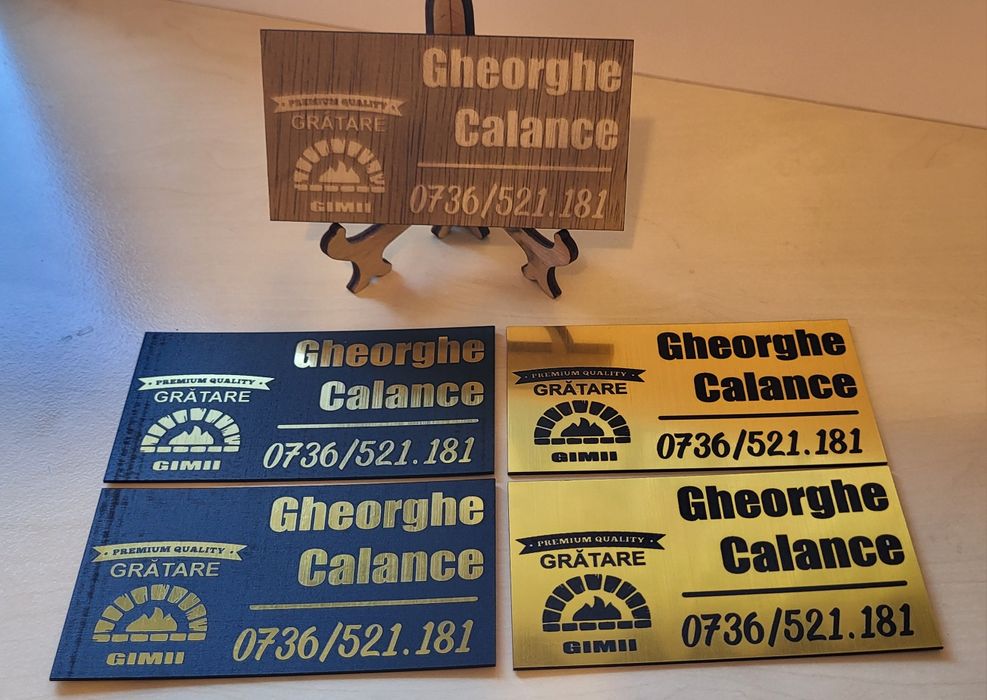 PREMIUM QUALITY
GRĂTARE
GIMII
Gheorghe
Calance
0736/521.181
PREMIUM QUALITY
GRĂTARE
GIMII
Gheorghe
Calance
0736/521.181
PREMIUM QUALITY
GRĂTARE
GIMII
Gheorghe
Calance
0736/521.181
PREMIUM QUALITY
GRĂTARE
GIMII
Gheorghe
Calance
0736/521.181
PREMIUM QUALITY
GRĂTARE
GIMII
Gheorghe
Calance
0736/521.181